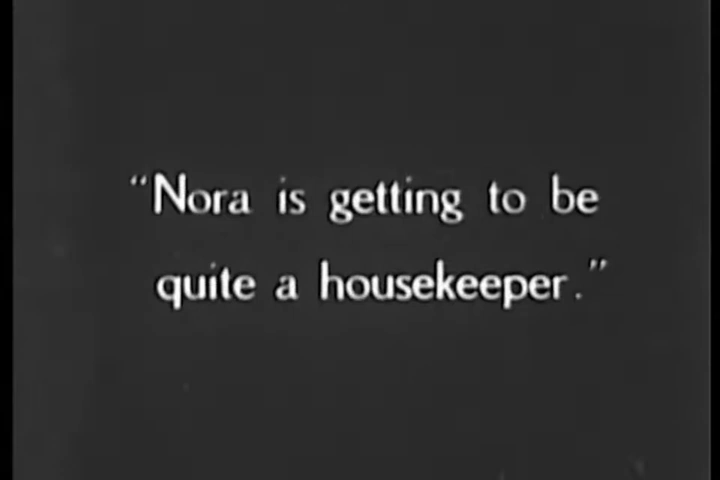 “Nora is getting to be
quite a housekeeper.”